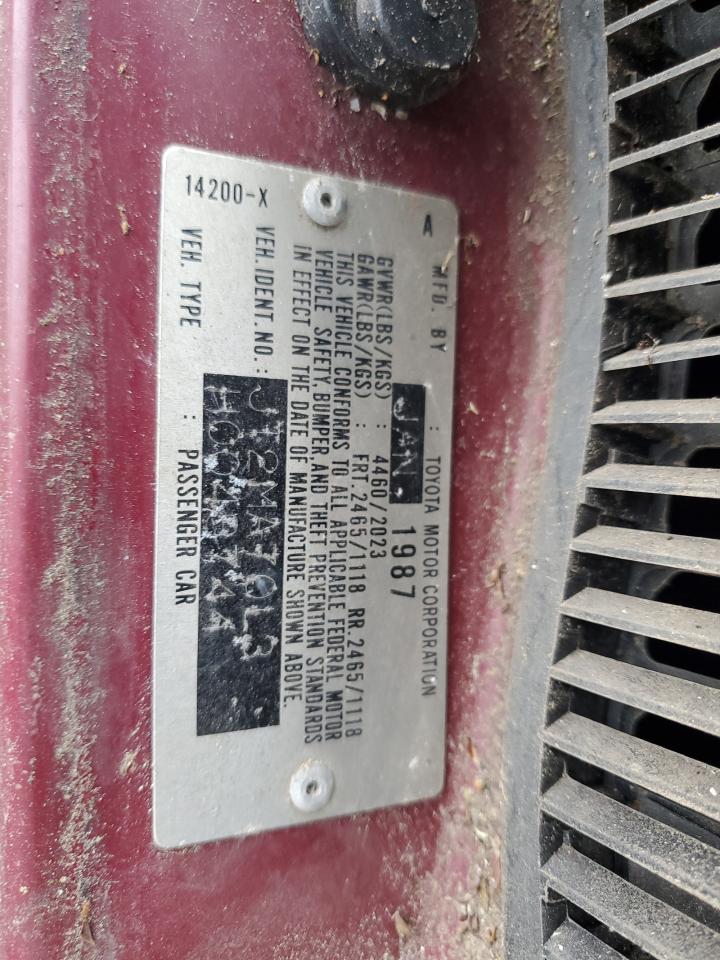 14200-X
A MFD. BY : TOYOTA MOTOR CORPORATION
JAN. 1987
GVWR(LBS/KGS) : 4460/2023
GAWR(LBS/KGS) : FRT.2465/1118 RR 2465/1118
THIS VEHICLE CONFORMS TO ALL APPLICABLE FEDERAL MOTOR
VEHICLE SAFETY, BUMPER AND THEFT PREVENTION STANDARDS
IN EFFECT ON THE DATE OF MANUFACTURE SHOWN ABOVE.
VEH.IDENT.NO.: JT2MA70L3
VEH. TYPE : PASSENGER CAR